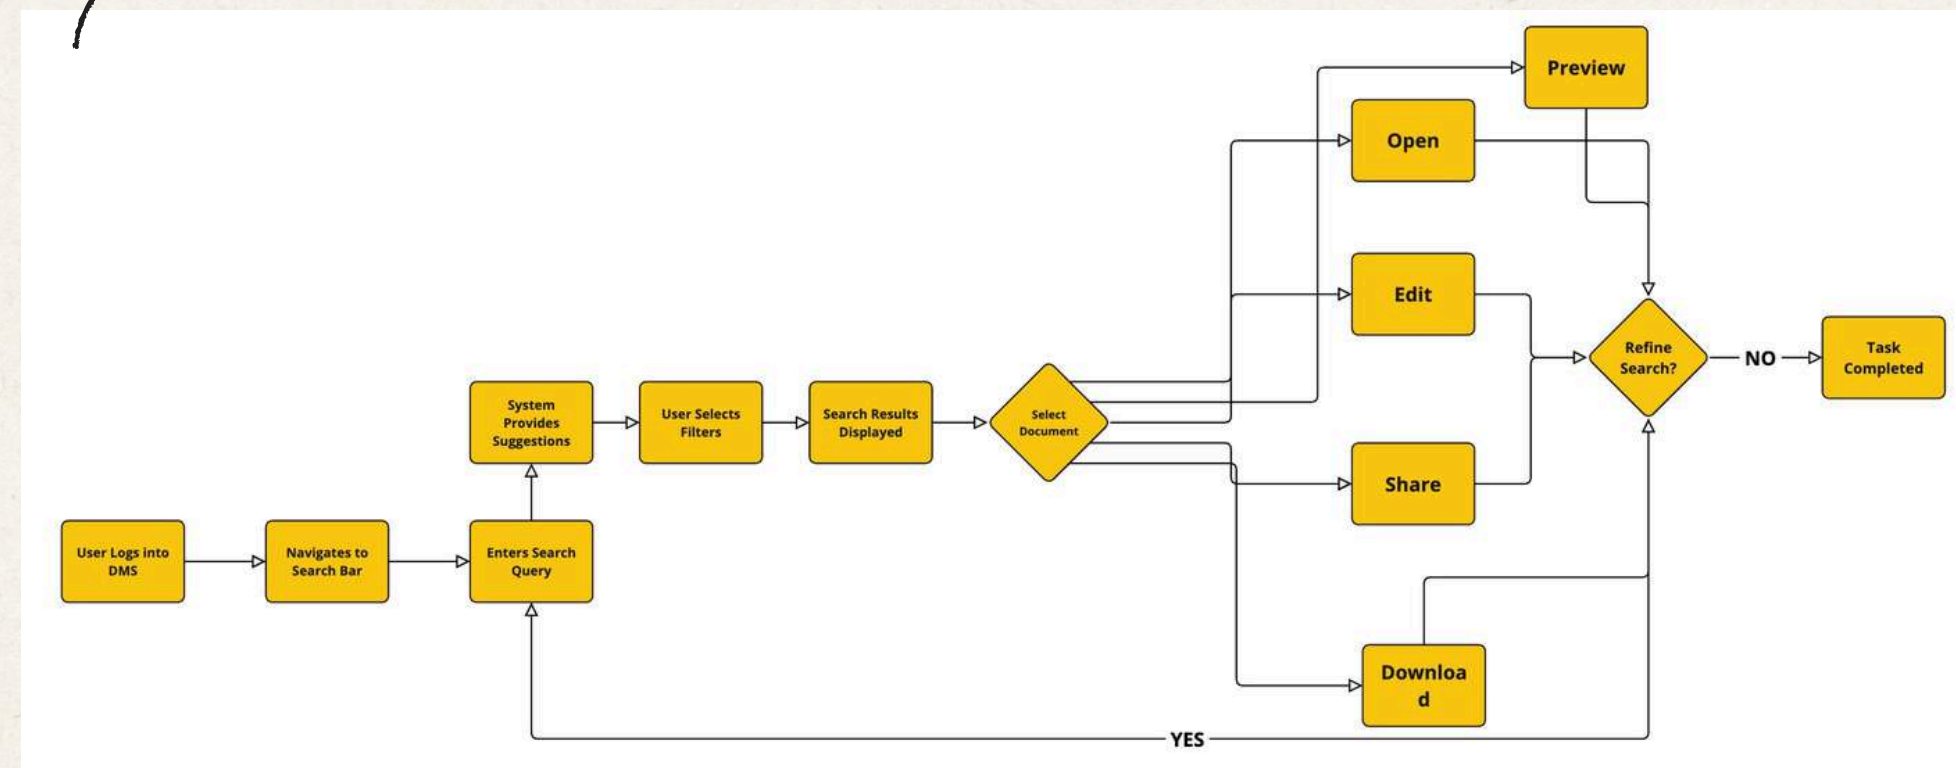 Preview
Open
Edit
Refine
Search?
NO
Task
Completed
System
Provides
Suggestions
User Selects
Filters
Search Results
Displayed
Select
Document
Share
User Logs into
DMS
Navigates to
Search Bar
Enters Search
Query
Downloa
d
YES